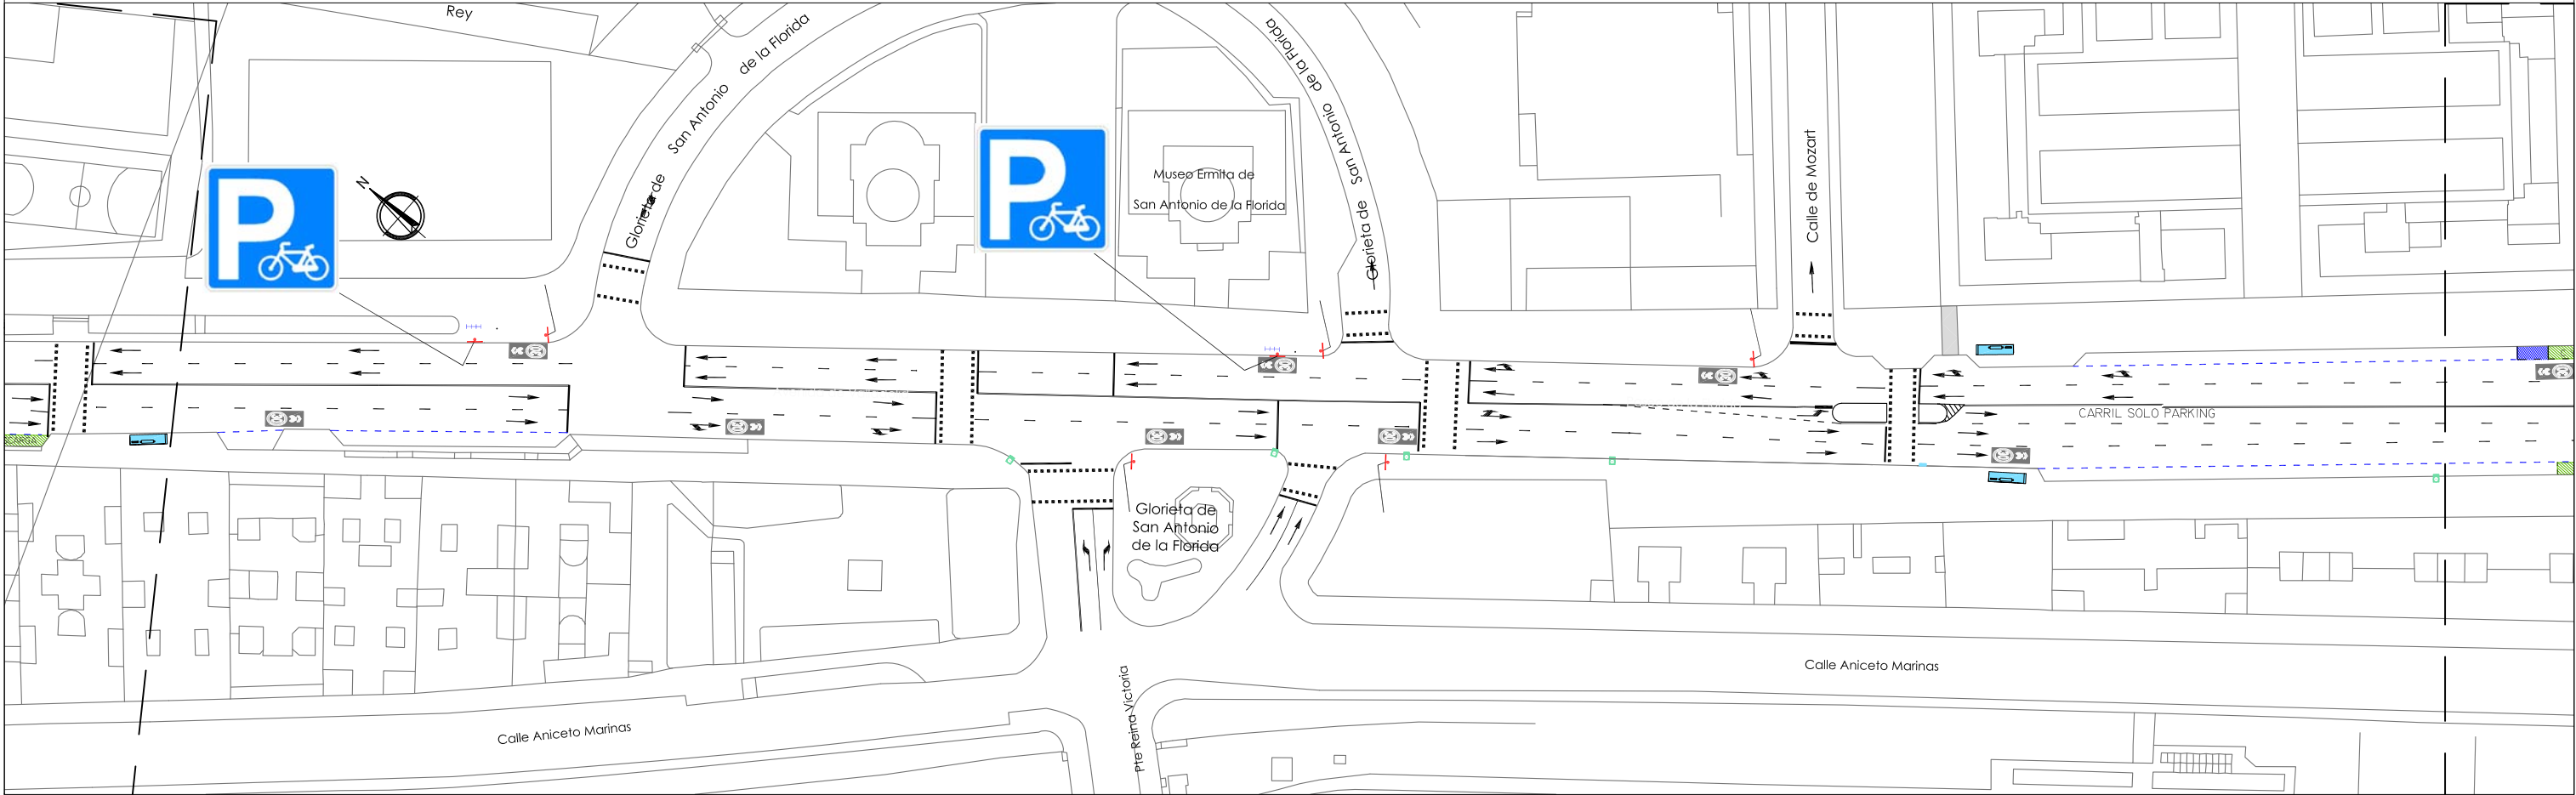 Rey
de la Florida
San Antonio
Glorieta de
N
P
P
Museo Ermita de
San Antonio de la Florida
Glorieta de San Antonio de la Florida
Calle de Mozart
CARRIL SOLO PARKING
Glorieta de
San Antonio
de la Florida
Calle Aniceto Marinas
Calle Aniceto Marinas
Pte Reina Victoria